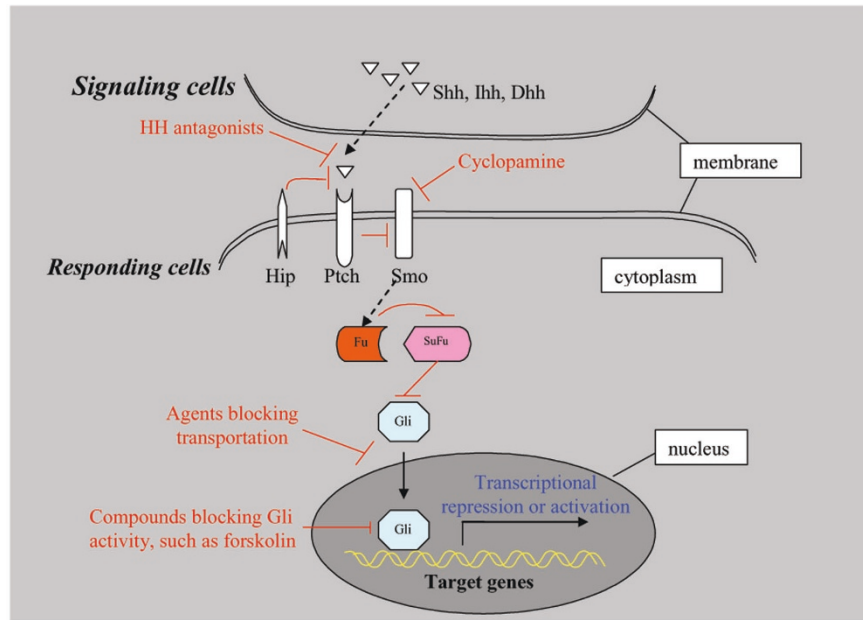 Signaling cells
Shh, Ihh, Dhh
HH antagonists
Cyclopamine
membrane
Responding cells
Hip
Ptch
Smo
cytoplasm
Fu
SuFu
Agents blocking
transportation
Gli
nucleus
Transcriptional
repression or activation
Compounds blocking Gli
activity, such as forskolin
Gli
Target genes